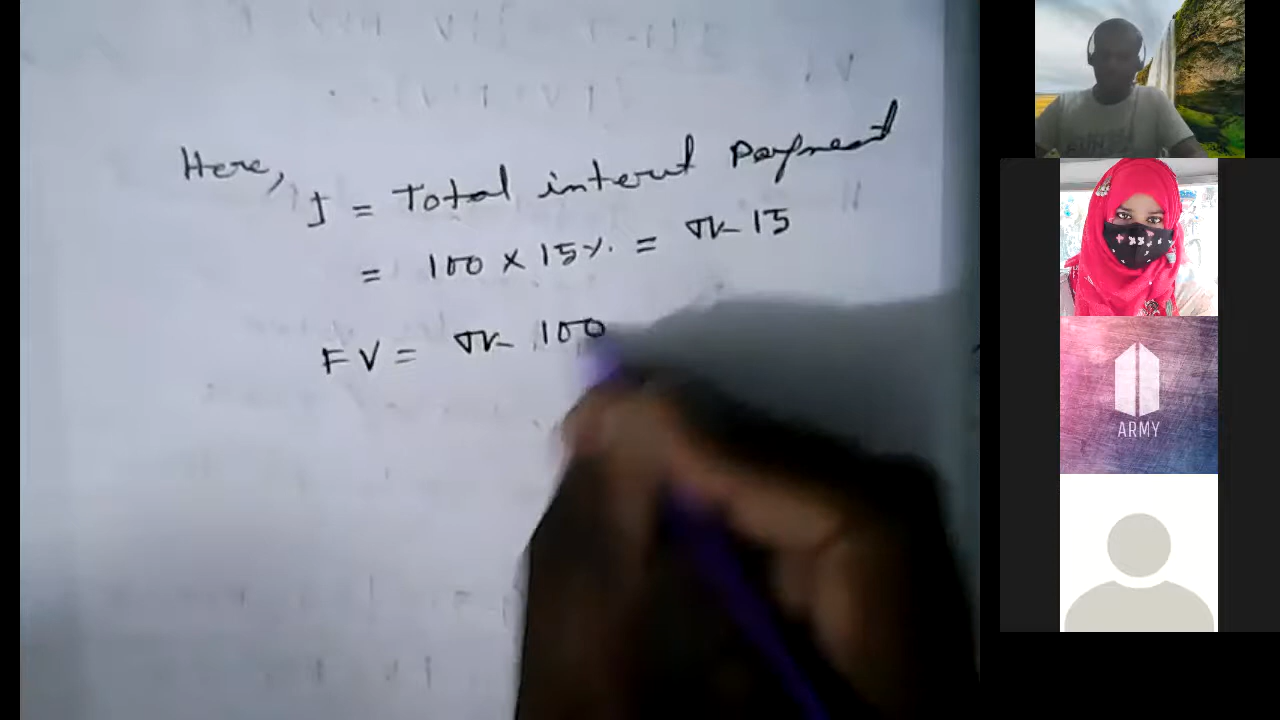 Here,
I = Total interest payment
= 100 × 15% = TK 15
FV = TK 100
ARMY